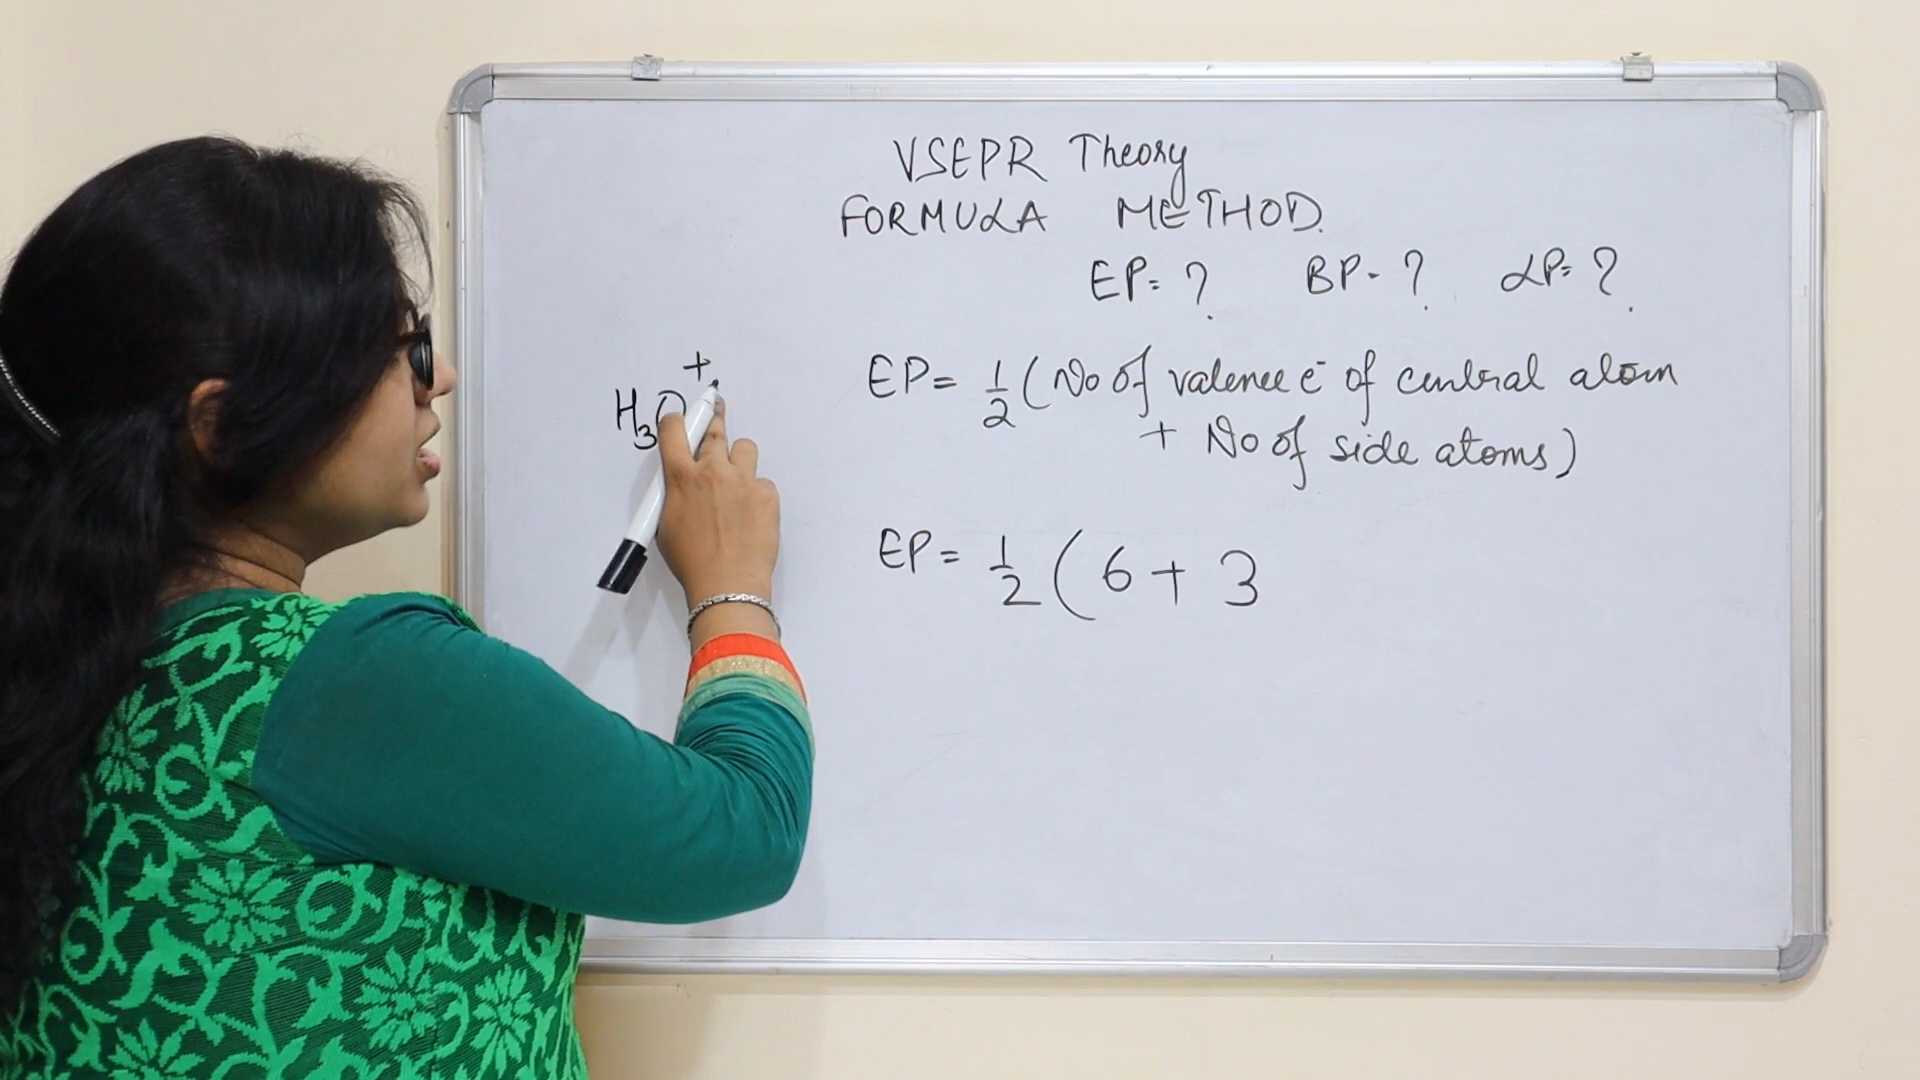 VSEPR Theory
FORMULA METHOD.
EP = ? BP = ? LP = ?
H3O+
EP = 1/2 (No of valence e- of central atom
+ No of side atoms)
EP = 1/2 (6 + 3